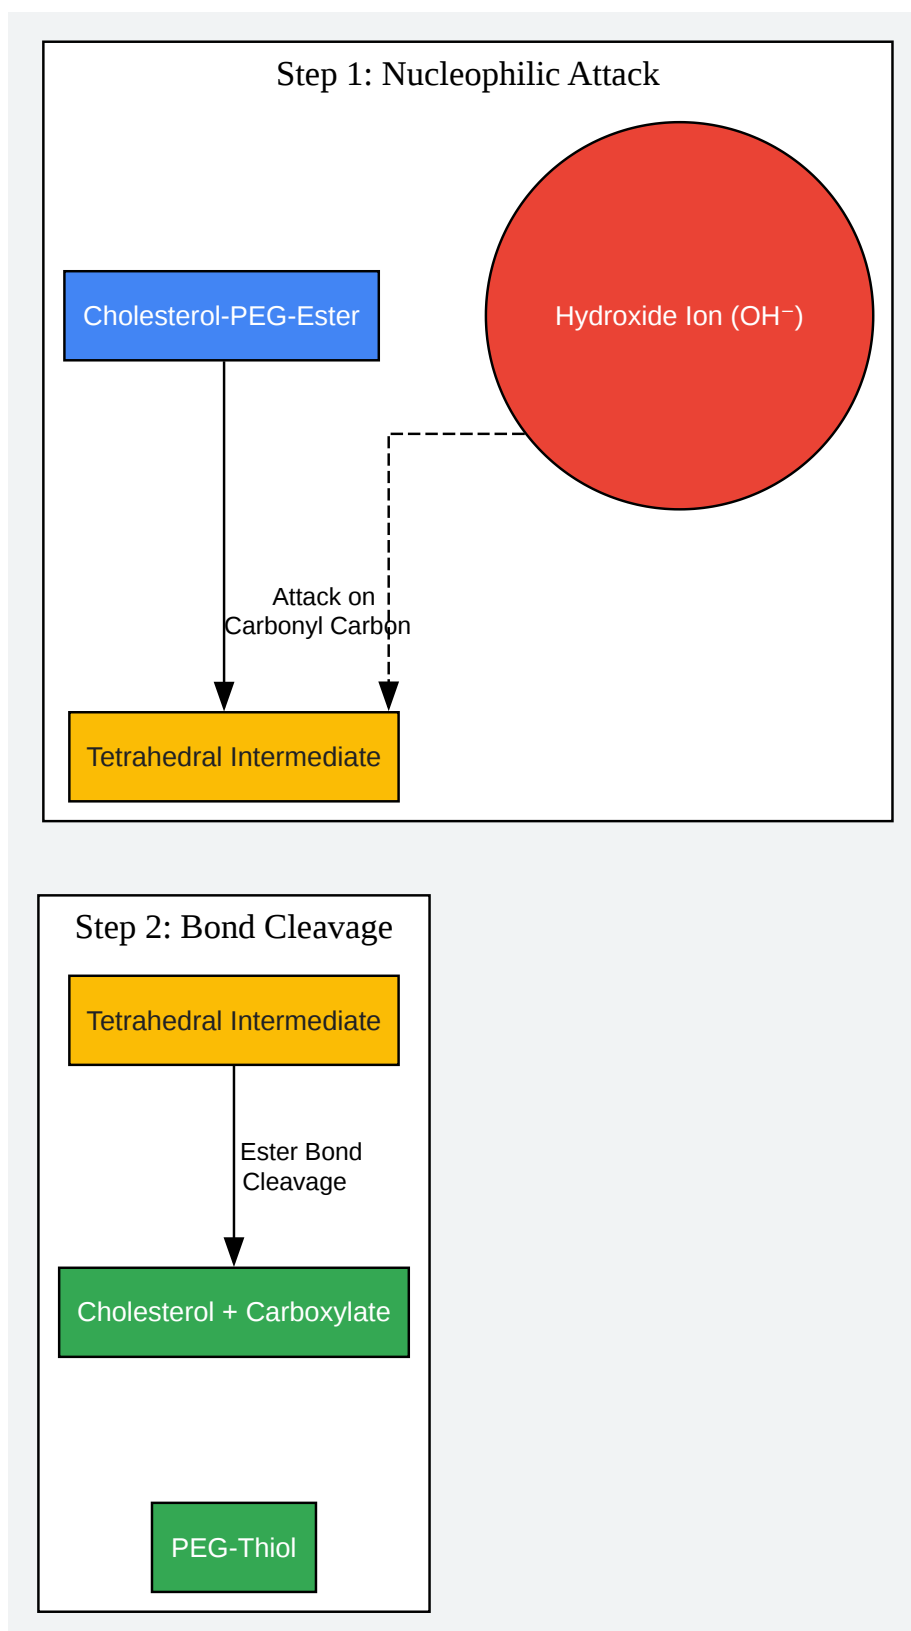 Step 1: Nucleophilic Attack
Cholesterol-PEG-Ester
Hydroxide Ion (OH⁻)
Attack on
Carbonyl Carbon
Tetrahedral Intermediate
Step 2: Bond Cleavage
Tetrahedral Intermediate
Ester Bond
Cleavage
Cholesterol + Carboxylate
PEG-Thiol